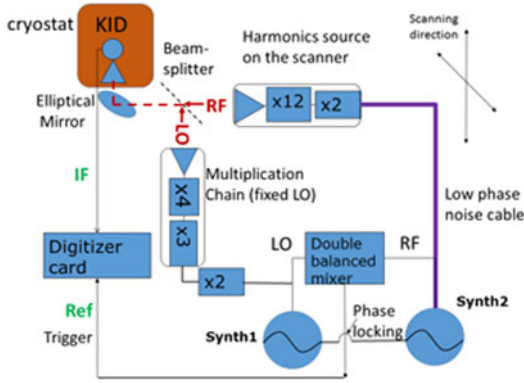 cryostat
KID
Beam-
splitter
Harmonics source
on the scanner
Scanning
direction
RF
x12
x2
Elliptical
Mirror
LO
IF
x4
x3
Multiplication
Chain (fixed LO)
Low phase
noise cable
Digitizer
card
x2
LO
Double
balanced
mixer
RF
Ref
Trigger
Synth1
Phase
locking
Synth2